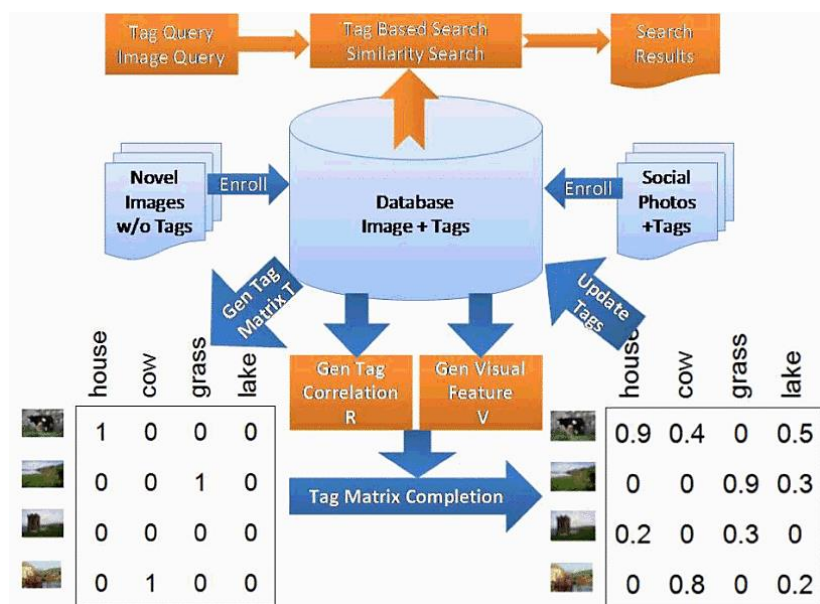 Tag Query
Image Query
Tag Based Search
Similarity Search
Search
Results
Novel
Images
w/o Tags
Enroll
Database
Image + Tags
Enroll
Social
Photos
+Tags
Gen Tag
Matrix T
Update
Tags
Gen Tag
Correlation
R
Gen Visual
Feature
V
Tag Matrix Completion
house cow grass lake
1 0 0 0
0 0 1 0
0 0 0 0
0 1 0 0
house cow grass lake
0.9 0.4 0 0.5
0 0 0.9 0.3
0.2 0 0.3 0
0 0.8 0 0.2